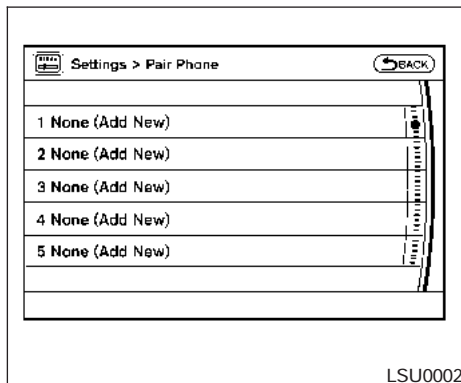 Settings > Pair Phone
BACK
1 None (Add New)
2 None (Add New)
3 None (Add New)
4 None (Add New)
5 None (Add New)
LSU0002